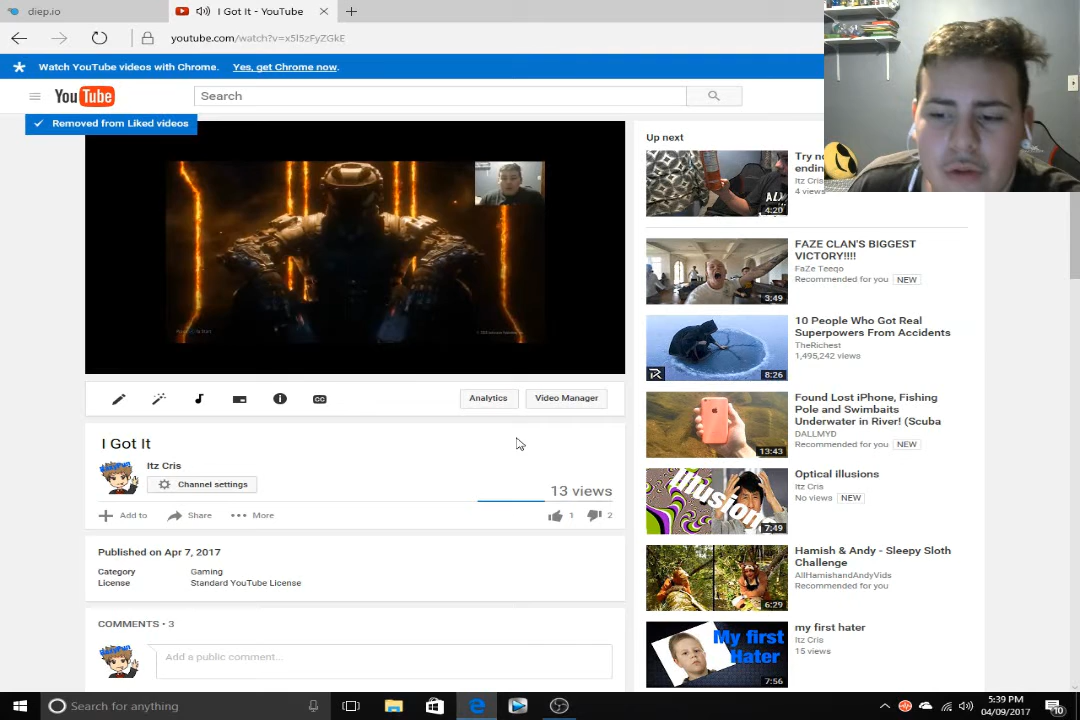 diep.io
I Got It - YouTube
youtube.com/watch?v=x5l5zFyZGkE
Watch YouTube videos with Chrome. Yes, get Chrome now.
YouTube
Search
Removed from Liked videos
Up next
Try no
ending
Itz Cris
4 views
4:20
FAZE CLAN'S BIGGEST
VICTORY!!!!
FaZe Teeqo
Recommended for you NEW
3:49
10 People Who Got Real
Superpowers From Accidents
TheRichest
1,495,242 views
8:26
Found Lost iPhone, Fishing
Pole and Swimbaits
Underwater in River! (Scuba
DALLMYD
Recommended for you NEW
13:43
Optical illusions
Itz Cris
No views NEW
illusion
7:49
Hamish & Andy - Sleepy Sloth
Challenge
AllHamishandAndyVids
Recommended for you
6:29
my first hater
Itz Cris
15 views
My first
Hater
7:56
CC
Analytics
Video Manager
I Got It
Itz Cris
Channel settings
13 views
Add to
Share
More
1
2
Published on Apr 7, 2017
Category Gaming
License Standard YouTube License
COMMENTS • 3
Add a public comment...
Search for anything
5:39 PM
04/09/2017
10